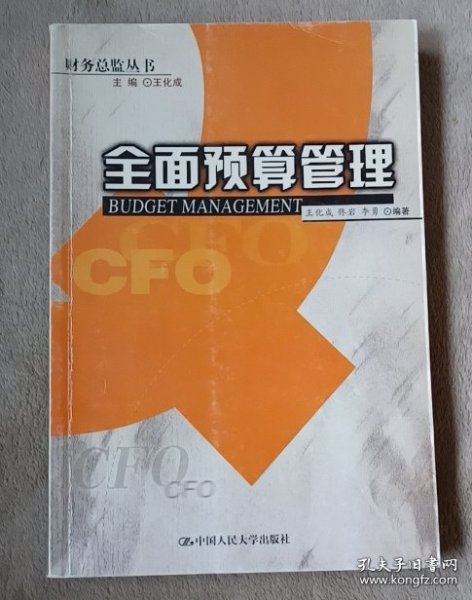 财务总监丛书
主 编 ⊙王化成
全面预算管理
BUDGET MANAGEMENT
王化成 佟岩 李勇 ⊙编著
CFO
CFO
CFO
CFO
中国人民大学出版社
孔夫子旧书网
book.kongfz.com